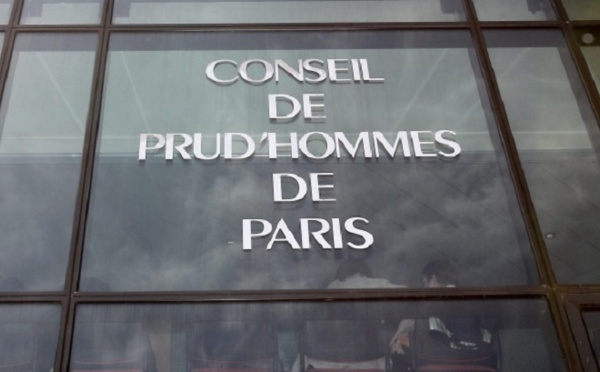 CONSEIL
DE
PRUD'HOMMES
DE
PARIS